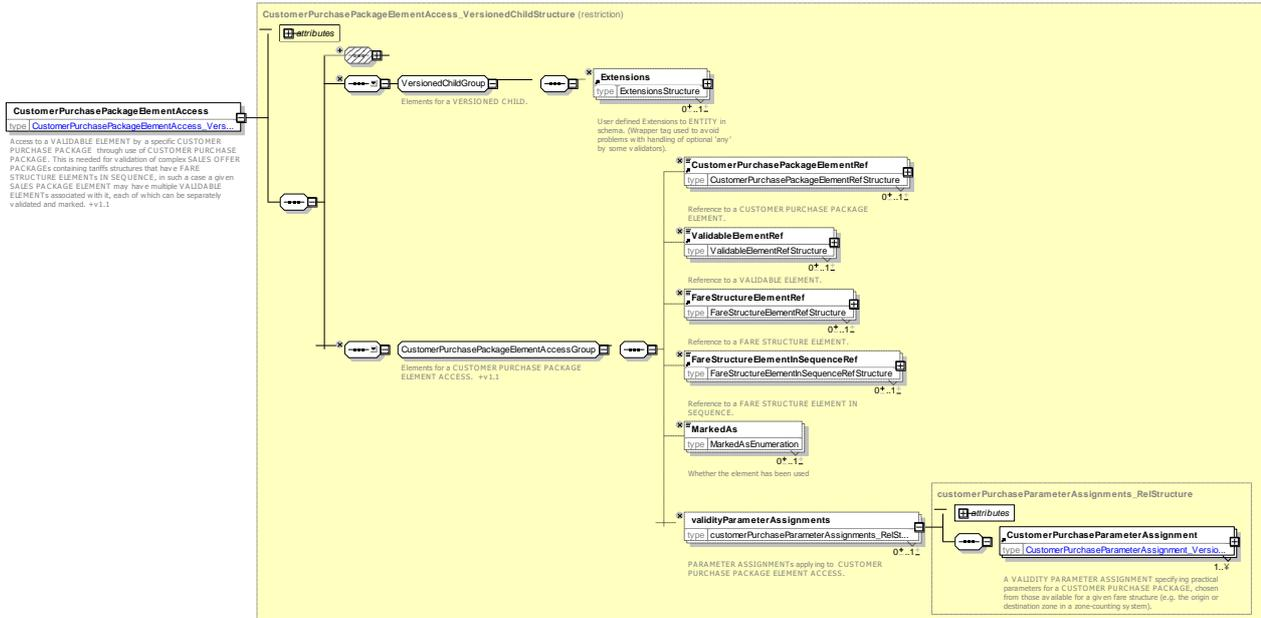 CustomerPurchasePackageElementAccess_VersionedChildStructure (restriction)
attributes
VersionedChildGroup
Elements for a VERSIONED CHILD.
Extensions
type ExtensionsStructure
0..1
User defined Extensions to ENTITY in
schema. (Wrapper tag used to avoid
problems with handling of optional 'any'
by some validators).
CustomerPurchasePackageElementAccess
type CustomerPurchasePackageElementAccess_Vers...
Access to a VALIDABLE ELEMENT by a specific CUSTOMER
PURCHASE PACKAGE through use of CUSTOMER PURCHASE
PACKAGE. This is needed for validation of complex SALES OFFER
PACKAGEs containing tariffs structures that have FARE
STRUCTURE ELEMENTs IN SEQUENCE, in such a case a given
SALES PACKAGE ELEMENT may have multiple VALIDABLE
ELEMENTs associated with it, each of which can be separately
validated and marked. +v1.1
CustomerPurchasePackageElementRef
type CustomerPurchasePackageElementRefStructure
0..1
Reference to a CUSTOMER PURCHASE PACKAGE
ELEMENT.
ValidableElementRef
type ValidableElementRefStructure
0..1
Reference to a VALIDABLE ELEMENT.
FareStructureElementRef
type FareStructureElementRefStructure
0..1
Reference to a FARE STRUCTURE ELEMENT.
CustomerPurchasePackageElementAccessGroup
Elements for a CUSTOMER PURCHASE PACKAGE
ELEMENT ACCESS. +v1.1
FareStructureElementInSequenceRef
type FareStructureElementInSequenceRefStructure
0..1
Reference to a FARE STRUCTURE ELEMENT IN
SEQUENCE.
MarkedAs
type MarkedAsEnumeration
0..1
Whether the element has been used
validityParameterAssignments
type customerPurchaseParameterAssignments_RelSt...
0..1
PARAMETER ASSIGNMENTs applying to CUSTOMER
PURCHASE PACKAGE ELEMENT ACCESS.
customerPurchaseParameterAssignments_RelStructure
attributes
CustomerPurchaseParameterAssignment
type CustomerPurchaseParameterAssignment_Versio...
1..¥
A VALIDITY PARAMETER ASSIGNMENT specifying practical
parameters for a CUSTOMER PURCHASE PACKAGE, chosen
from those available for a given fare structure (e.g. the origin or
destination zone in a zone-counting system).